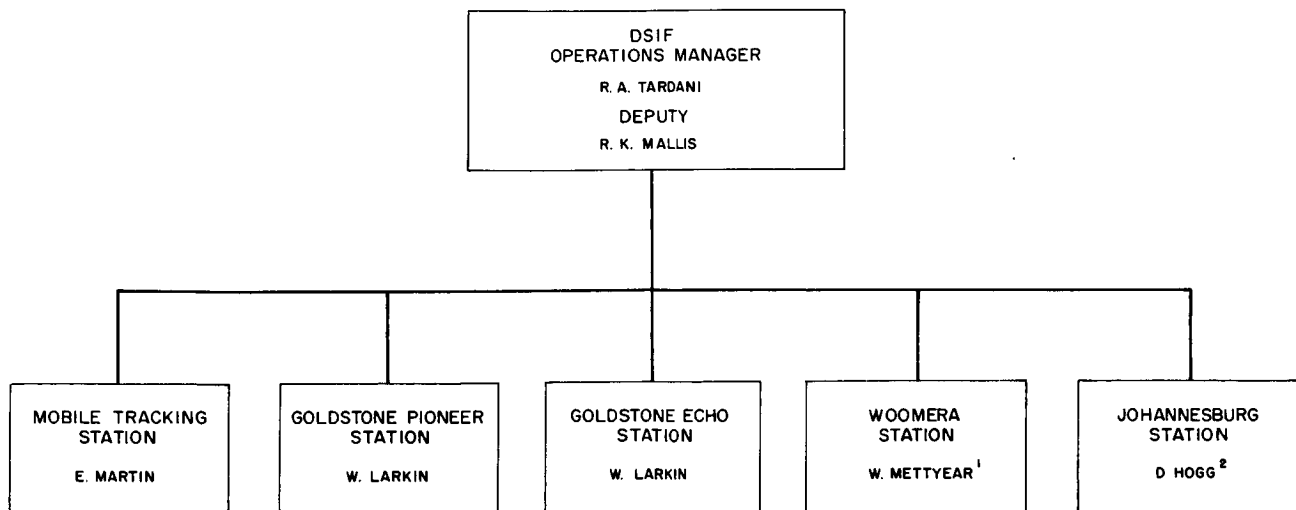 DSIF
OPERATIONS MANAGER
R. A. TARDANI
DEPUTY
R. K. MALLIS
MOBILE TRACKING
STATION
E. MARTIN
GOLDSTONE PIONEER
STATION
W. LARKIN
GOLDSTONE ECHO
STATION
W. LARKIN
WOOMERA
STATION
W. METTYEAR¹
JOHANNESBURG
STATION
D HOGG²